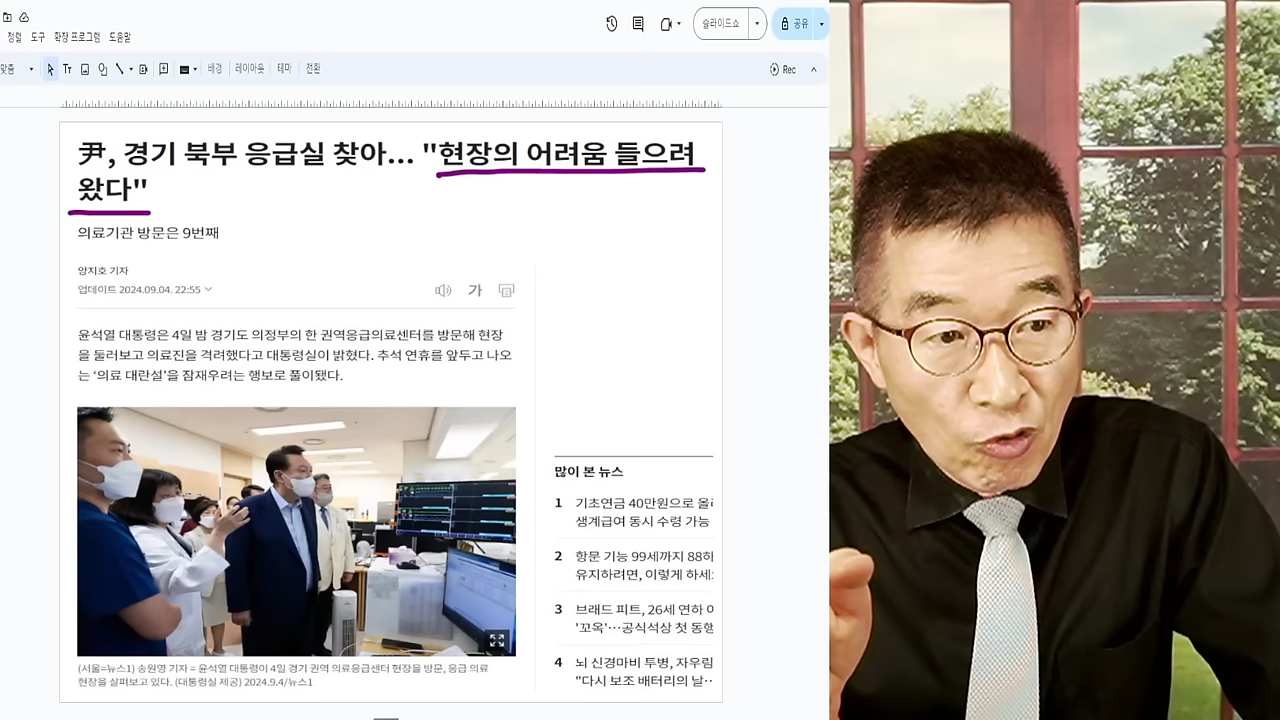 정렬 도구 확장 프로그램 도움말
슬라이드쇼
공유
맞춤
배경 레이아웃 테마 전환
Rec
尹, 경기 북부 응급실 찾아... "현장의 어려움 들으려
왔다"
의료기관 방문은 9번째
양지호 기자
업데이트 2024.09.04. 22:55
가
윤석열 대통령은 4일 밤 경기도 의정부의 한 권역응급의료센터를 방문해 현장
을 둘러보고 의료진을 격려했다고 대통령실이 밝혔다. 추석 연휴를 앞두고 나오
는 ‘의료 대란설’을 잠재우려는 행보로 풀이됐다.
(서울=뉴스1) 송원영 기자 = 윤석열 대통령이 4일 경기 권역 의료응급센터 현장을 방문, 응급 의료
현장을 살펴보고 있다. (대통령실 제공) 2024.9.4/뉴스1
많이 본 뉴스
1 기초연금 40만원으로 올
생계급여 동시 수령 가능
2 항문 기능 99세까지 88하
유지하려면, 이렇게 하세
3 브래드 피트, 26세 연하
'꼬옥'…공식석상 첫 동행
4 뇌 신경마비 투병, 자우림
"다시 보조 배터리의 날…